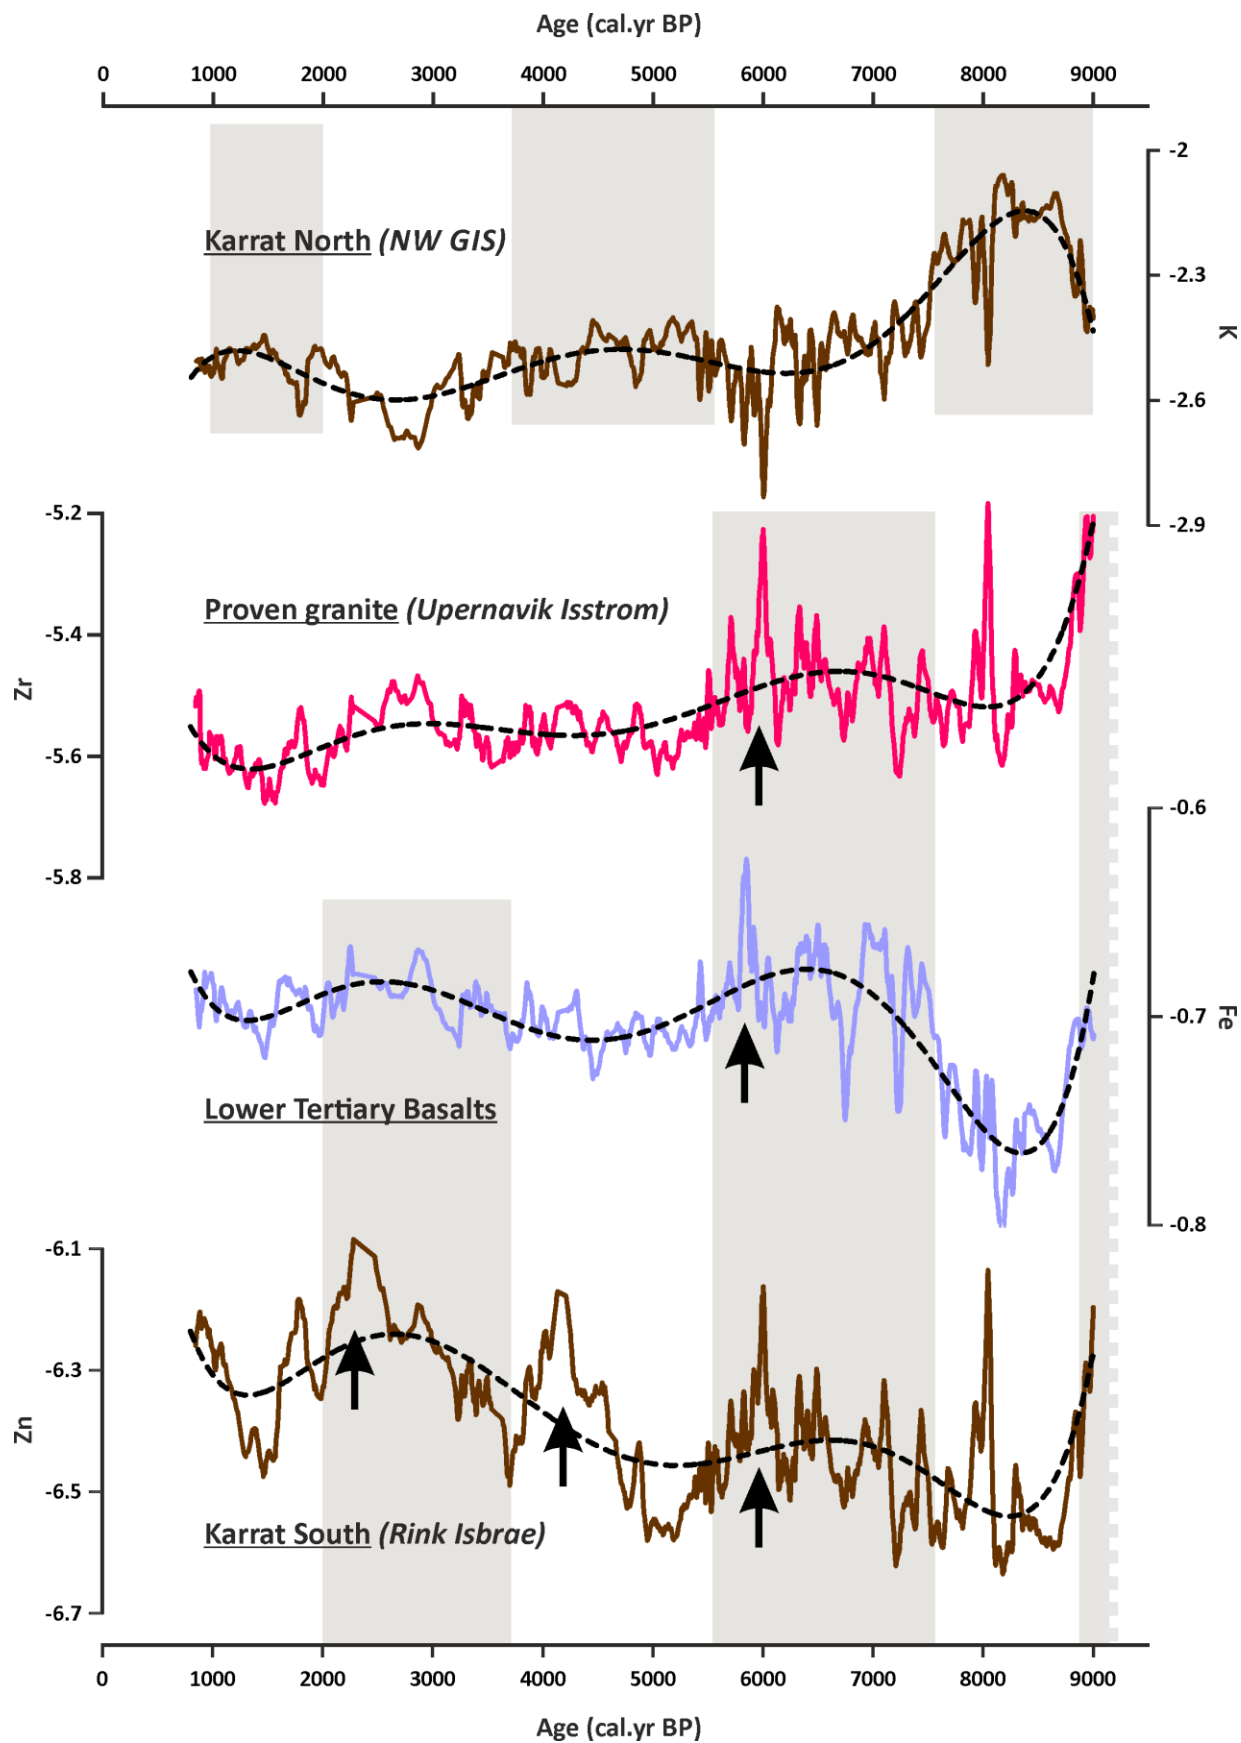 Age (cal.yr BP)
0 1000 2000 3000 4000 5000 6000 7000 8000 9000
-2
-2.3
K
-2.6
-2.9
Karrat North (NW GIS)
-5.2
-5.4
Zr
-5.6
-5.8
Proven granite (Upernavik Isstrom)
-0.6
-0.7
Fe
-0.8
Lower Tertiary Basalts
-6.1
-6.3
Zn
-6.5
-6.7
Karrat South (Rink Isbrae)
0 1000 2000 3000 4000 5000 6000 7000 8000 9000
Age (cal.yr BP)